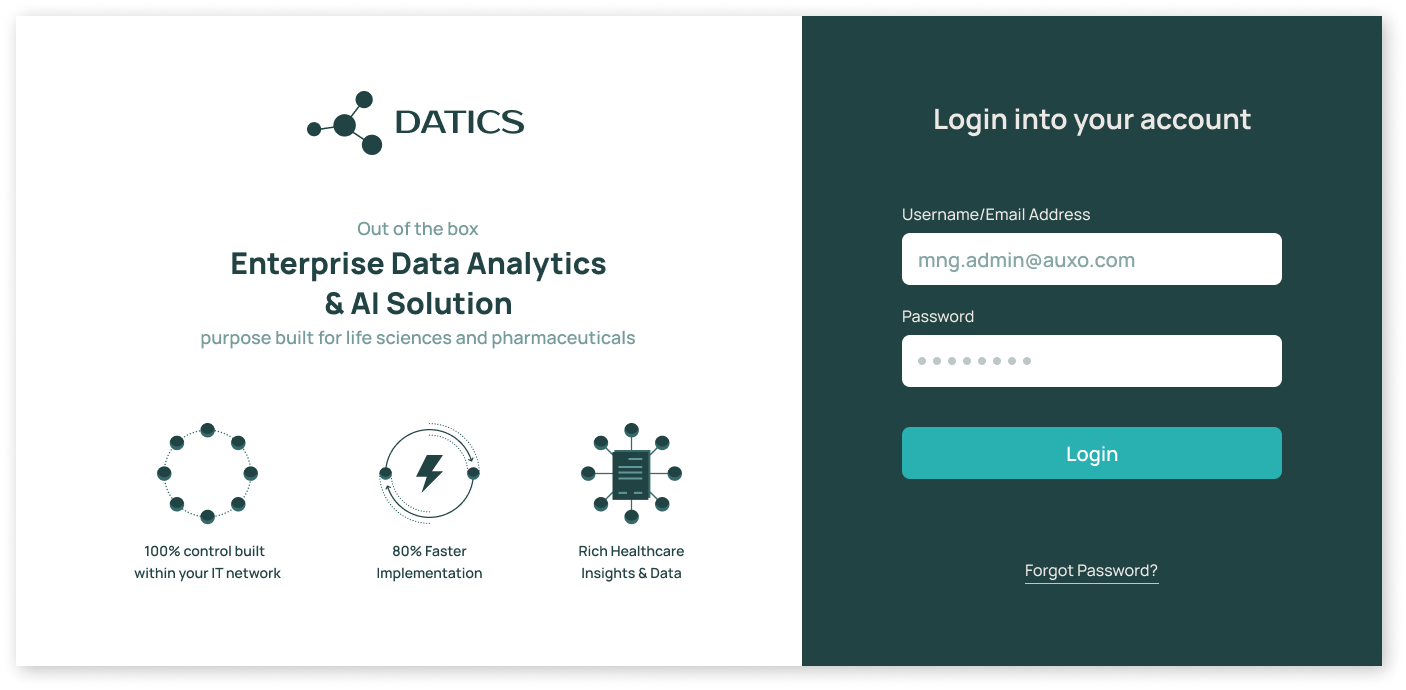 DATICS
Out of the box
Enterprise Data Analytics
& AI Solution
purpose built for life sciences and pharmaceuticals
100% control built
within your IT network
80% Faster
Implementation
Rich Healthcare
Insights & Data
Login into your account
Username/Email Address
mng.admin@auxo.com
Password
Login
Forgot Password?